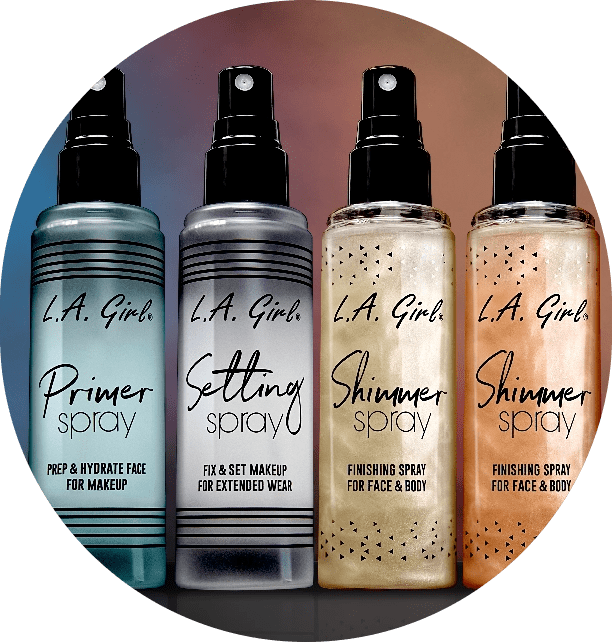 L.A. Girl®
Primer
spray
PREP & HYDRATE FACE
FOR MAKEUP
L.A. Girl®
Setting
spray
FIX & SET MAKEUP
FOR EXTENDED WEAR
L.A. Girl®
Shimmer
spray
FINISHING SPRAY
FOR FACE & BODY
L.A. Girl®
Shimmer
spray
FINISHING SPRAY
FOR FACE & BODY